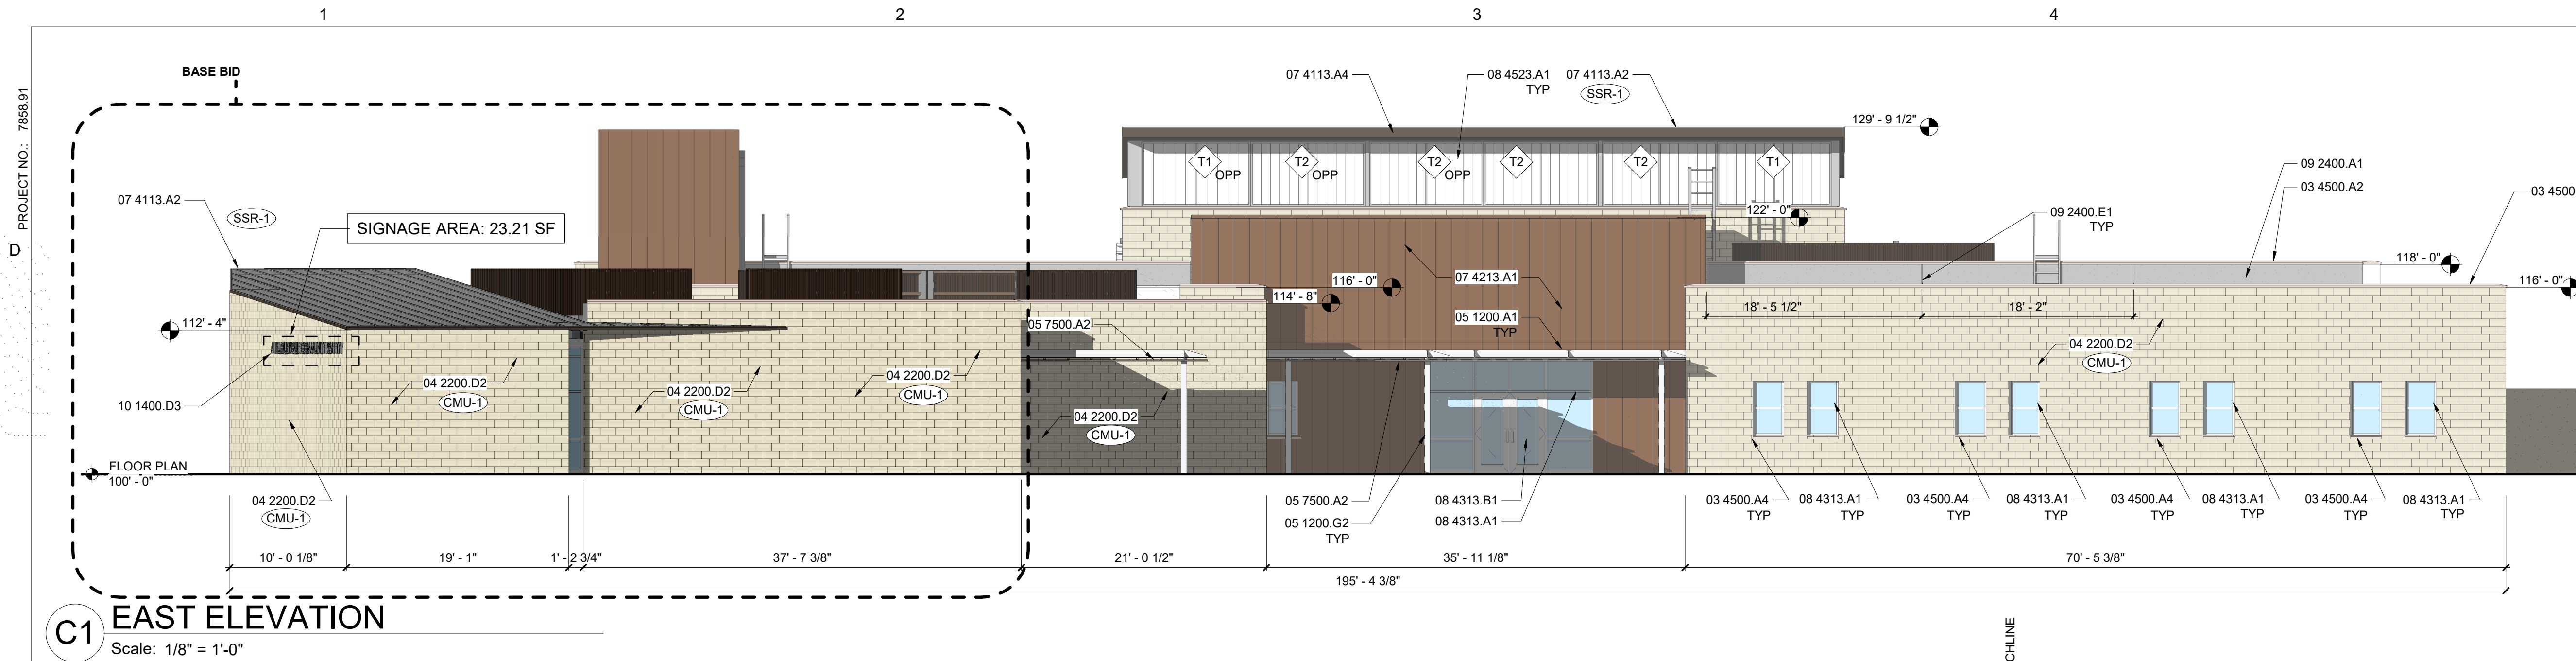 1 2 3 4
PROJECT NO.: 7858.91
D
BASE BID
07 4113.A4
08 4523.A1
TYP
07 4113.A2
SSR-1
129' - 9 1/2"
T1
OPP
T2
OPP
T2
OPP
T2
T2
T1
09 2400.A1
03 4500.A2
03 4500
07 4113.A2
SSR-1
SIGNAGE AREA: 23.21 SF
122' - 0"
09 2400.E1
TYP
118' - 0"
116' - 0"
07 4213.A1
116' - 0"
114' - 8"
18' - 5 1/2"
18' - 2"
112' - 4"
05 7500.A2
05 1200.A1
TYP
04 2200.D2
CMU-1
10 1400.D3
04 2200.D2
CMU-1
04 2200.D2
CMU-1
04 2200.D2
CMU-1
04 2200.D2
CMU-1
FLOOR PLAN
100' - 0"
04 2200.D2
CMU-1
05 7500.A2
05 1200.G2
TYP
08 4313.B1
08 4313.A1
03 4500.A4
TYP
08 4313.A1
TYP
03 4500.A4
TYP
08 4313.A1
TYP
03 4500.A4
TYP
08 4313.A1
TYP
03 4500.A4
TYP
08 4313.A1
TYP
10' - 0 1/8"
19' - 1"
1' - 2 3/4"
37' - 7 3/8"
21' - 0 1/2"
35' - 11 1/8"
70' - 5 3/8"
195' - 4 3/8"
C1
EAST ELEVATION
Scale: 1/8" = 1'-0"
CHLINE